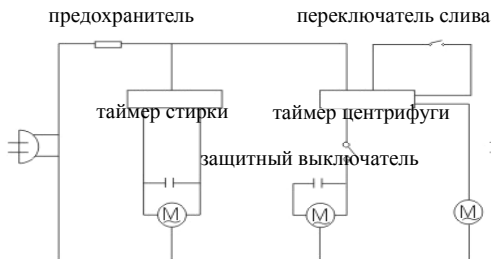 предохранитель
переключатель слива
таймер стирки
таймер центрифуги
защитный выключатель
M
M
M